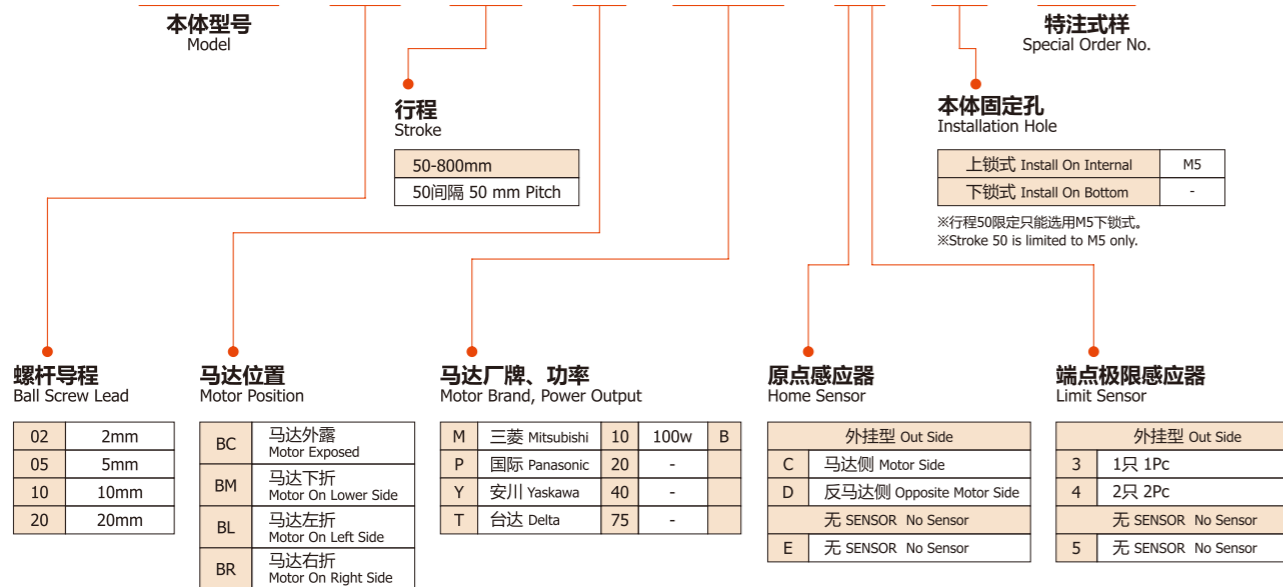 本体型号
Model
特注式样
Special Order No.
行程
Stroke
50-800mm
50间隔 50 mm Pitch
本体固定孔
Installation Hole
上锁式 Install On Internal M5
下锁式 Install On Bottom -
※行程50限定只能选用M5下锁式。
※Stroke 50 is limited to M5 only.
螺杆导程
Ball Screw Lead
02 2mm
05 5mm
10 10mm
20 20mm
马达位置
Motor Position
BC 马达外露
Motor Exposed
BM 马达下折
Motor On Lower Side
BL 马达左折
Motor On Left Side
BR 马达右折
Motor On Right Side
马达厂牌、功率
Motor Brand, Power Output
M 三菱 Mitsubishi 10 100w B
P 国际 Panasonic 20 -
Y 安川 Yaskawa 40 -
T 台达 Delta 75 -
原点感应器
Home Sensor
外挂型 Out Side
C 马达侧 Motor Side
D 反马达侧 Opposite Motor Side
无 SENSOR No Sensor
E 无 SENSOR No Sensor
端点极限感应器
Limit Sensor
外挂型 Out Side
3 1只 1Pc
4 2只 2Pc
无 SENSOR No Sensor
5 无 SENSOR No Sensor